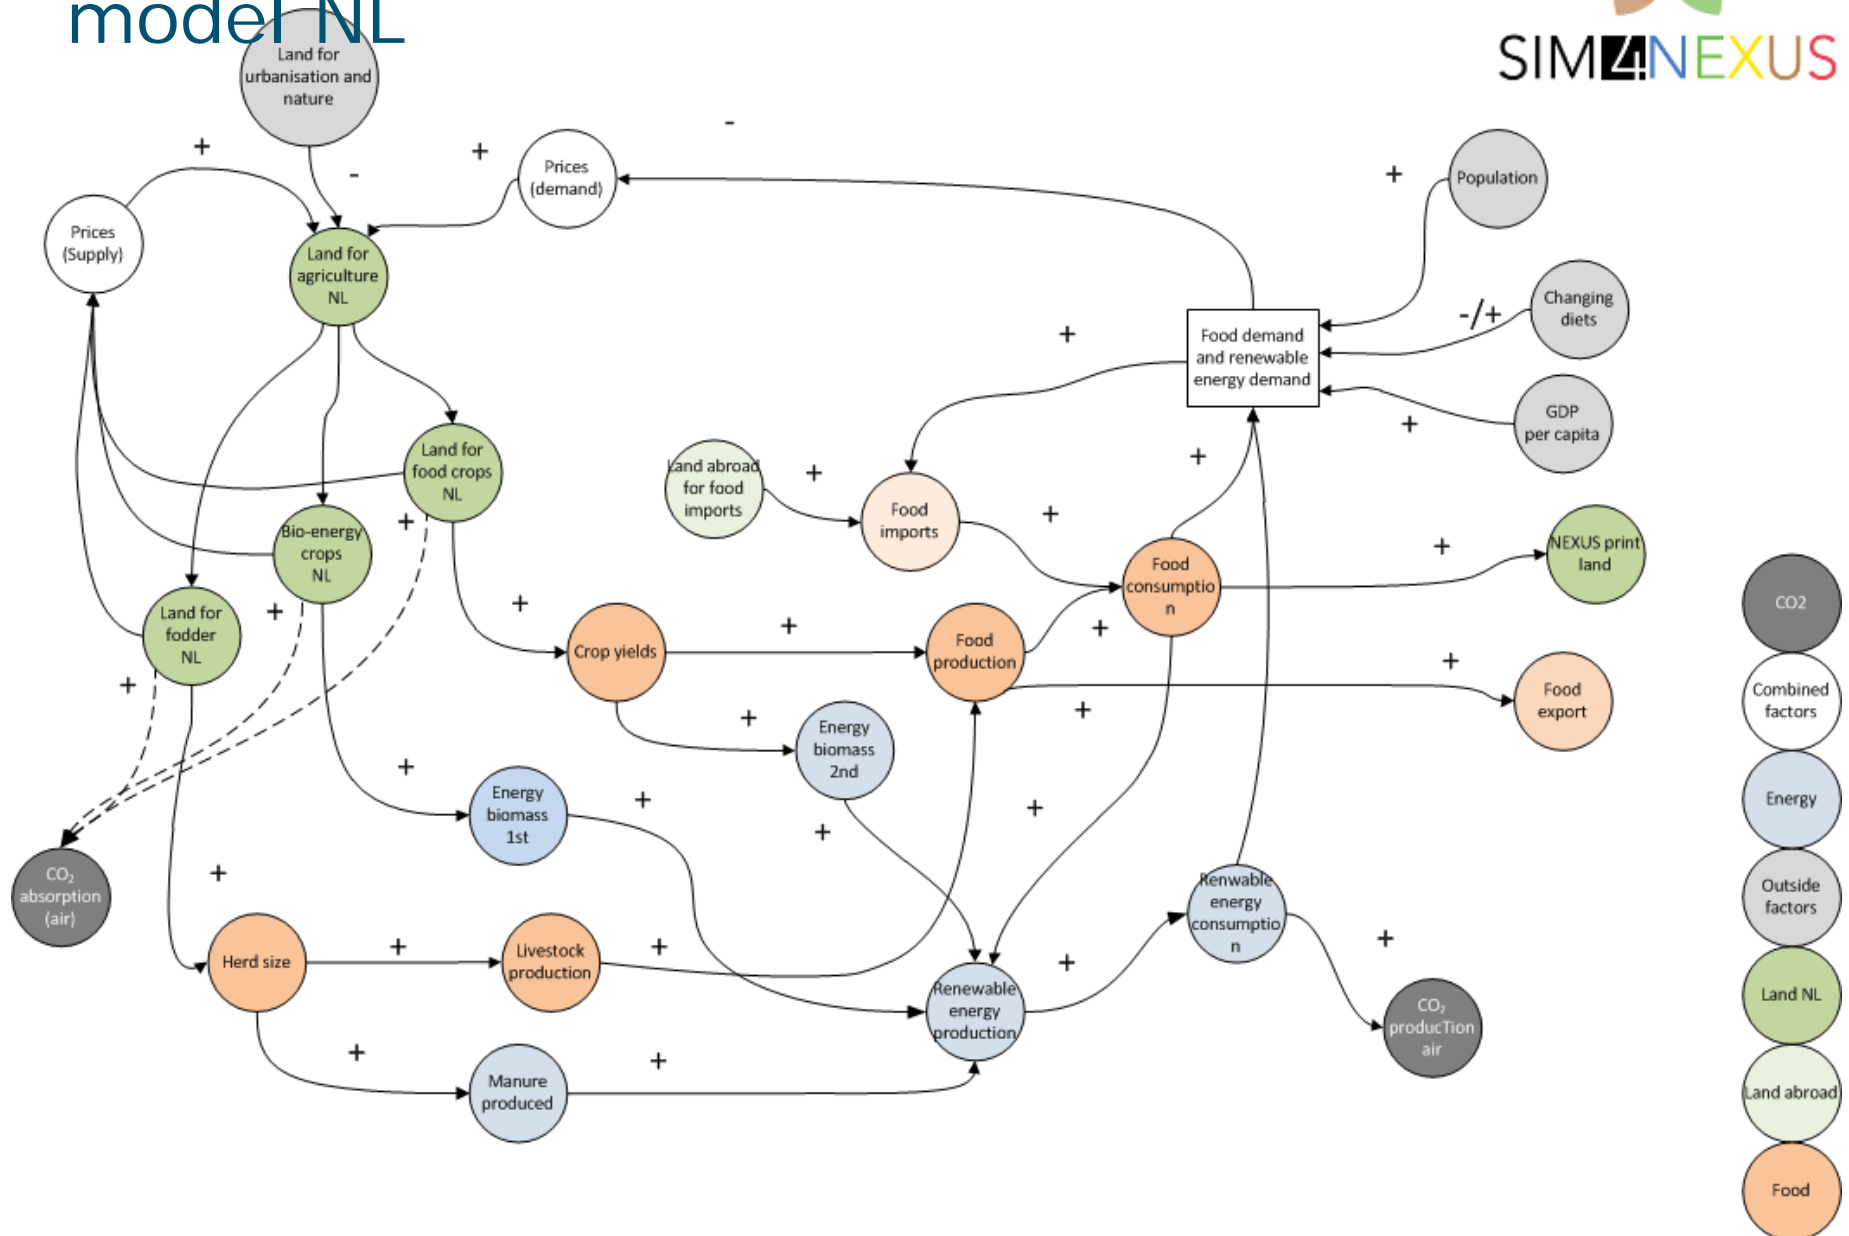 model NL
SIM4NEXUS
Land for
urbanisation and
nature
+
-
+
-
Prices
(demand)
+
Population
Prices
(Supply)
Land for
agriculture
NL
Changing
diets
-/+
+
Food demand
and renewable
energy demand
GDP
per capita
+
Land for
food crops
NL
Land abroad
for food
imports
+
Food
imports
+
+
Bio-energy
crops
NL
+
Food
consumptio
n
+
NEXUS print
land
Land for
fodder
NL
+
+
Crop yields
+
Food
production
+
+
Food
export
+
+
+
Energy
biomass
2nd
+
Energy
biomass
1st
+
+
+
CO2
absorption
(air)
+
Herd size
+
Livestock
production
+
Renwable
energy
consumptio
n
+
Renewable
energy
production
+
CO2
producTion
air
+
Manure
produced
+
CO2
Combined
factors
Energy
Outside
factors
Land NL
Land abroad
Food